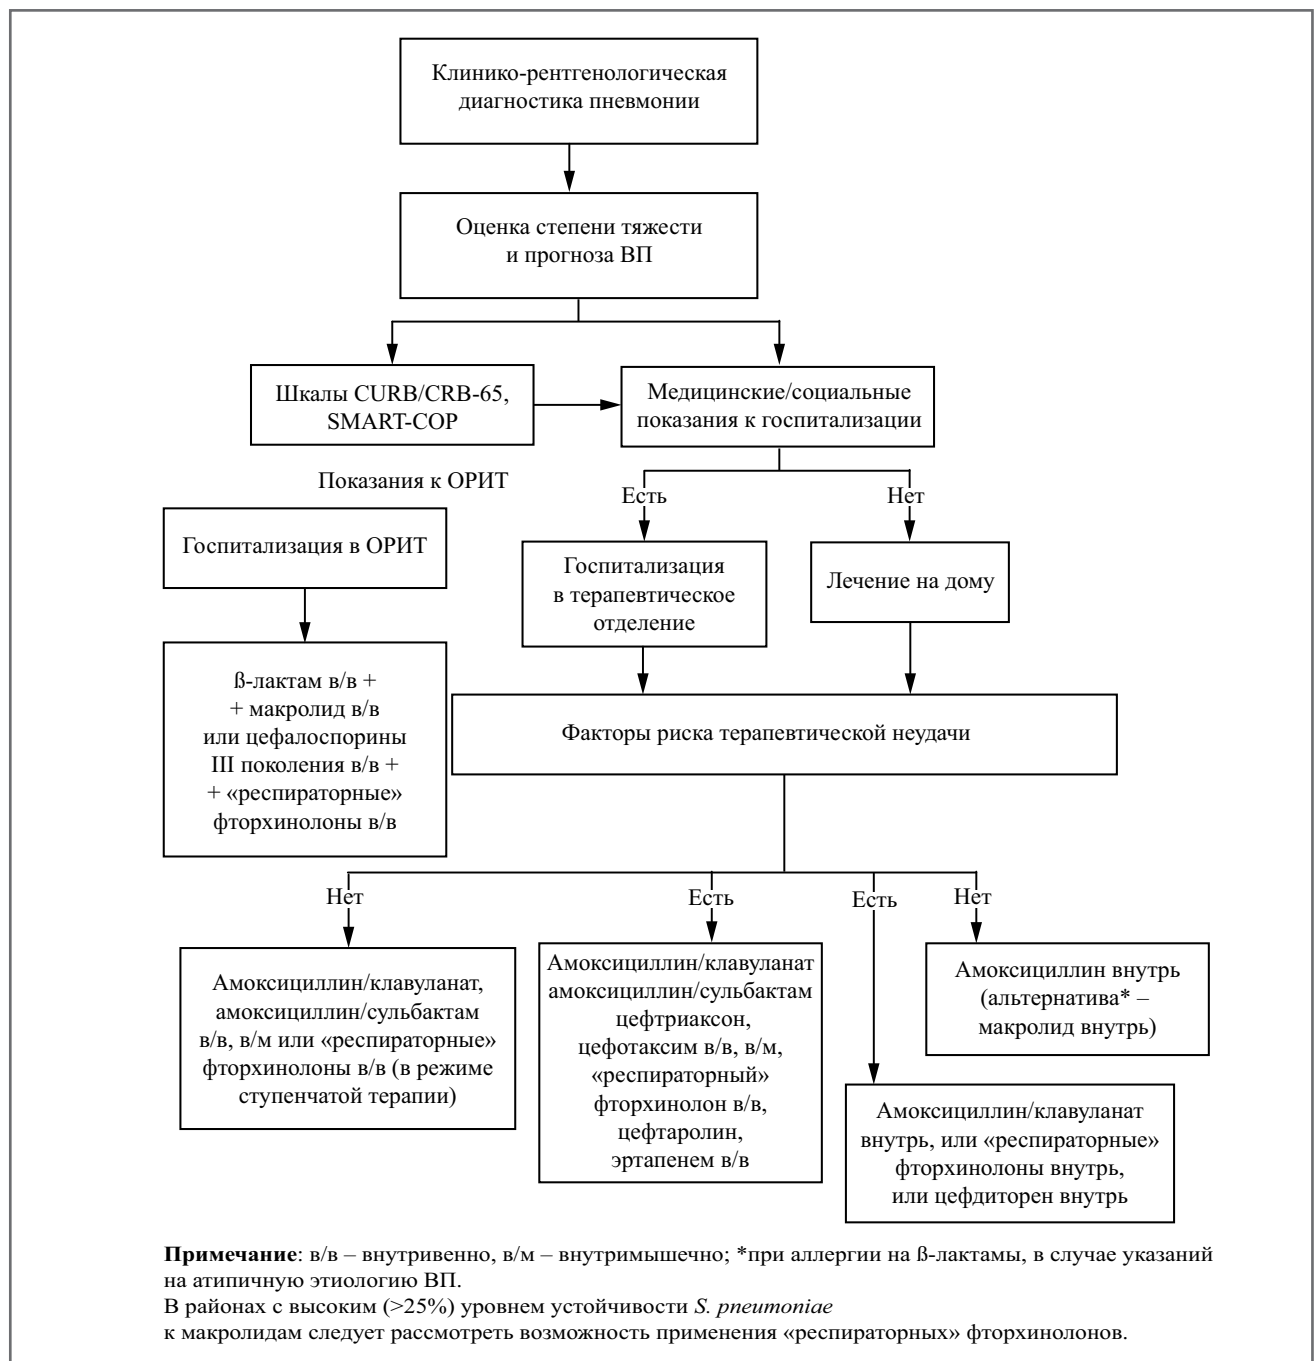 Клинико-рентгенологическая
диагностика пневмонии
Оценка степени тяжести
и прогноза ВП
Шкалы CURB/CRB-65,
SMART-COP
Медицинские/социальные
показания к госпитализации
Показания к ОРИТ
Есть
Нет
Госпитализация в ОРИТ
Госпитализация
в терапевтическое
отделение
Лечение на дому
ß-лактам в/в +
+ макролид в/в
или цефалоспорины
III поколения в/в +
+ «респираторные»
фторхинолоны в/в
Факторы риска терапевтической неудачи
Нет
Есть
Есть
Нет
Амоксициллин/клавуланат,
амоксициллин/сульбактам
в/в, в/м или «респираторные»
фторхинолоны в/в (в режиме
ступенчатой терапии)
Амоксициллин/клавуланат
амоксициллин/сульбактам
цефтриаксон,
цефотаксим в/в, в/м,
«респираторный»
фторхинолон в/в,
цефтаролин,
эртапенем в/в
Амоксициллин внутрь
(альтернатива* –
макролид внутрь)
Амоксициллин/клавуланат
внутрь, или «респираторные»
фторхинолоны внутрь,
или цефдиторен внутрь
Примечание: в/в – внутривенно, в/м – внутримышечно; *при аллергии на ß-лактамы, в случае указаний
на атипичную этиологию ВП.
В районах с высоким (>25%) уровнем устойчивости S. pneumoniae
к макролидам следует рассмотреть возможность применения «респираторных» фторхинолонов.